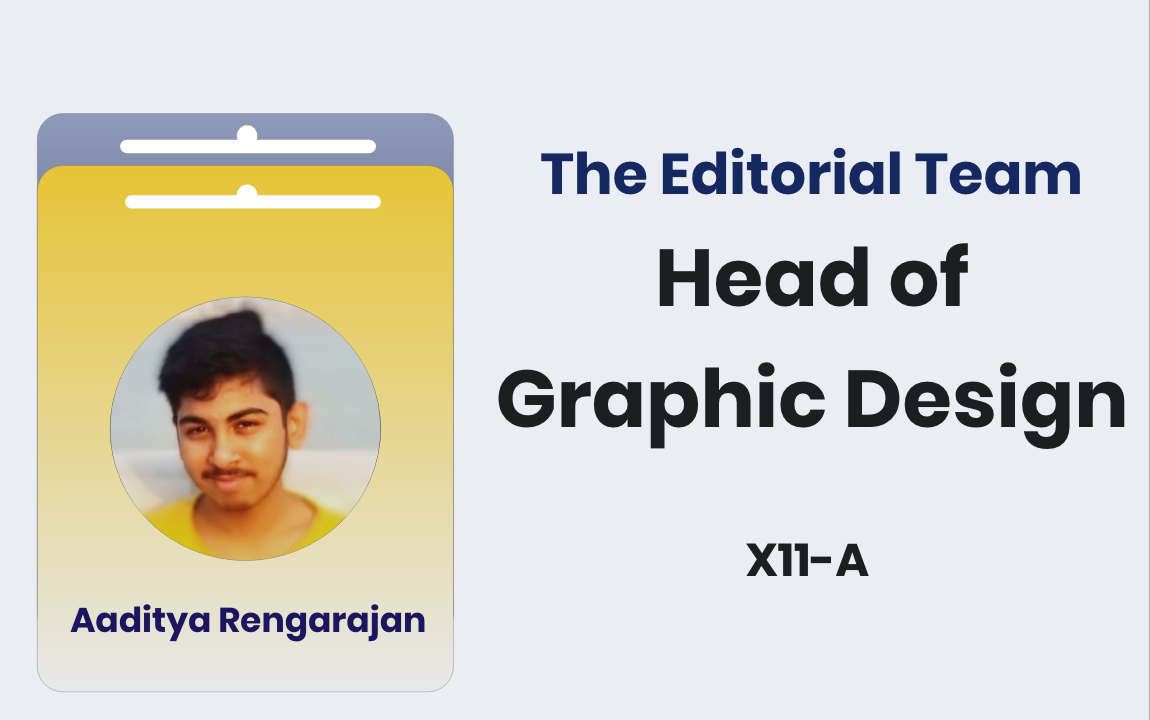 The Editorial Team
Head of
Graphic Design
X11-A
Aaditya Rengarajan